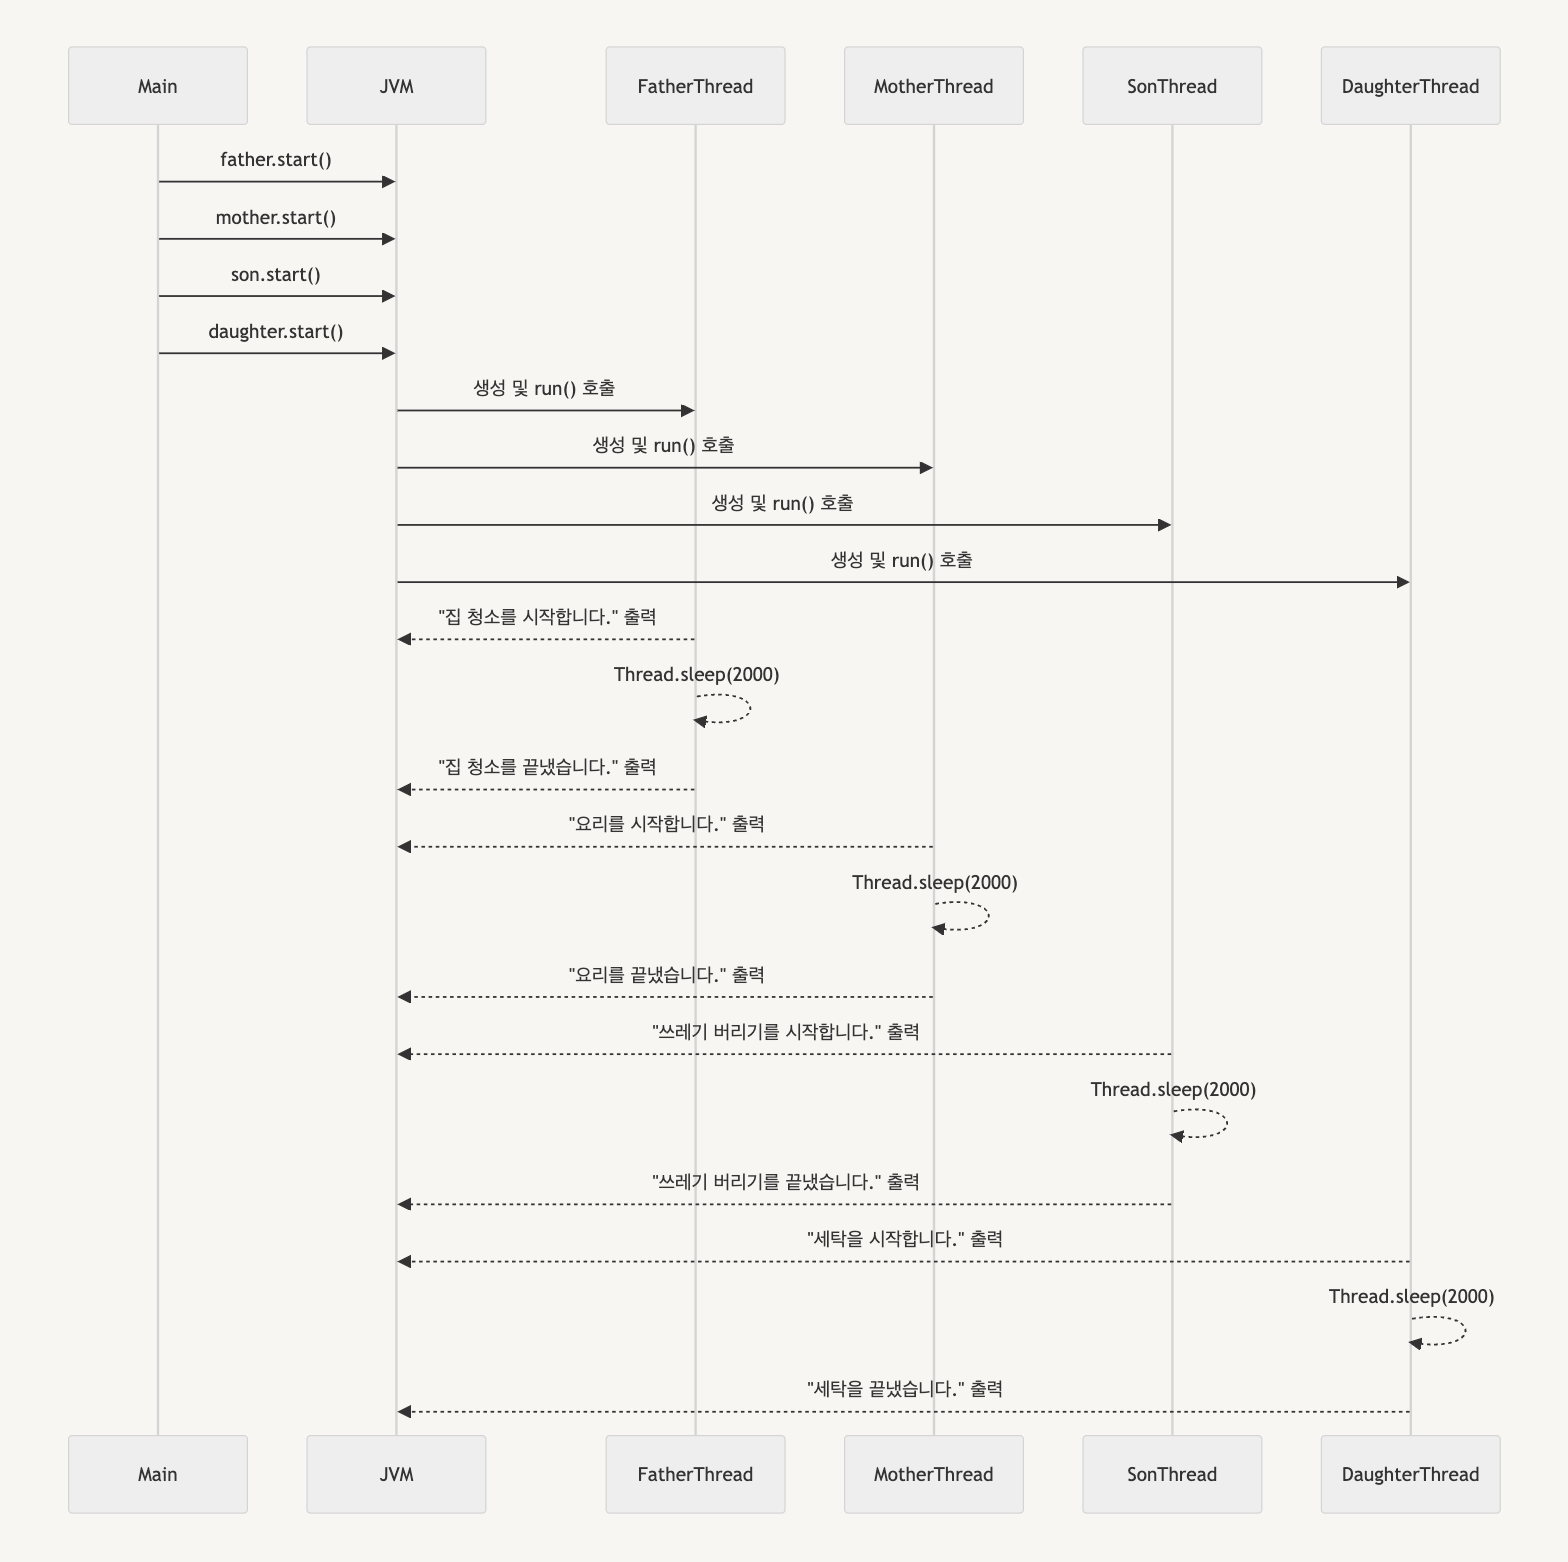 Main JVM FatherThread MotherThread SonThread DaughterThread
father.start()
mother.start()
son.start()
daughter.start()
생성 및 run() 호출
생성 및 run() 호출
생성 및 run() 호출
생성 및 run() 호출
"집 청소를 시작합니다." 출력
Thread.sleep(2000)
"집 청소를 끝냈습니다." 출력
"요리를 시작합니다." 출력
Thread.sleep(2000)
"요리를 끝냈습니다." 출력
"쓰레기 버리기를 시작합니다." 출력
Thread.sleep(2000)
"쓰레기 버리기를 끝냈습니다." 출력
"세탁을 시작합니다." 출력
Thread.sleep(2000)
"세탁을 끝냈습니다." 출력
Main JVM FatherThread MotherThread SonThread DaughterThread